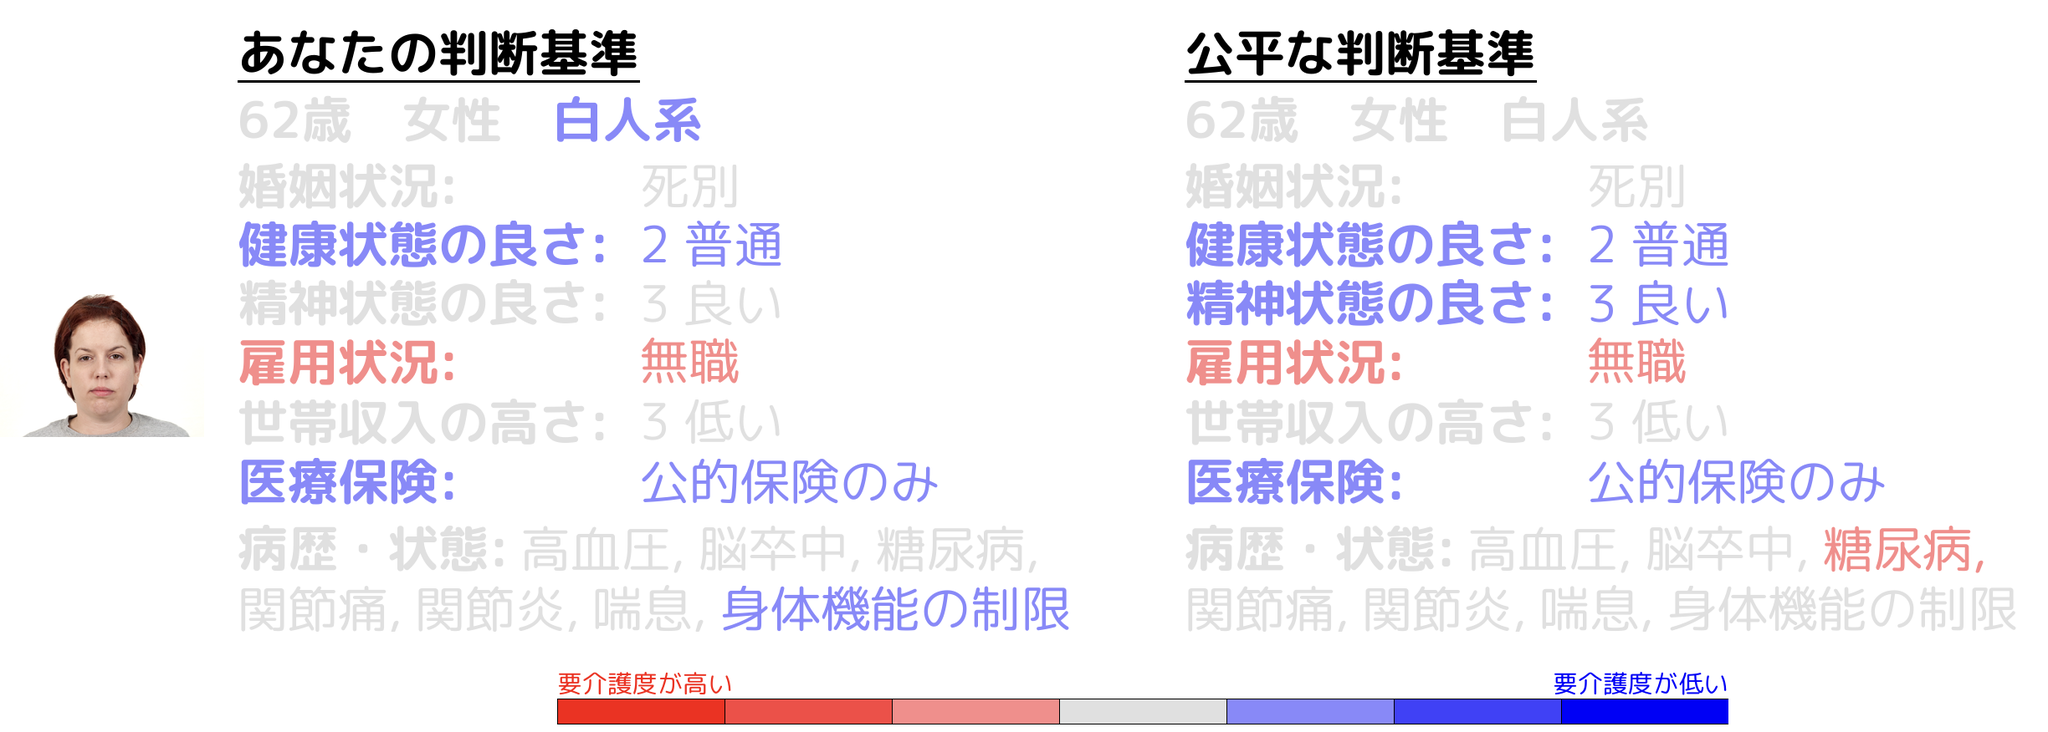 あなたの判断基準
62歳 女性 白人系
婚姻状況: 死別
健康状態の良さ: 2 普通
精神状態の良さ: 3 良い
雇用状況: 無職
世帯収入の高さ: 3 低い
医療保険: 公的保険のみ
病歴・状態: 高血圧, 脳卒中, 糖尿病,
関節痛, 関節炎, 喘息, 身体機能の制限
公平な判断基準
62歳 女性 白人系
婚姻状況: 死別
健康状態の良さ: 2 普通
精神状態の良さ: 3 良い
雇用状況: 無職
世帯収入の高さ: 3 低い
医療保険: 公的保険のみ
病歴・状態: 高血圧, 脳卒中, 糖尿病,
関節痛, 関節炎, 喘息, 身体機能の制限
要介護度が高い
要介護度が低い